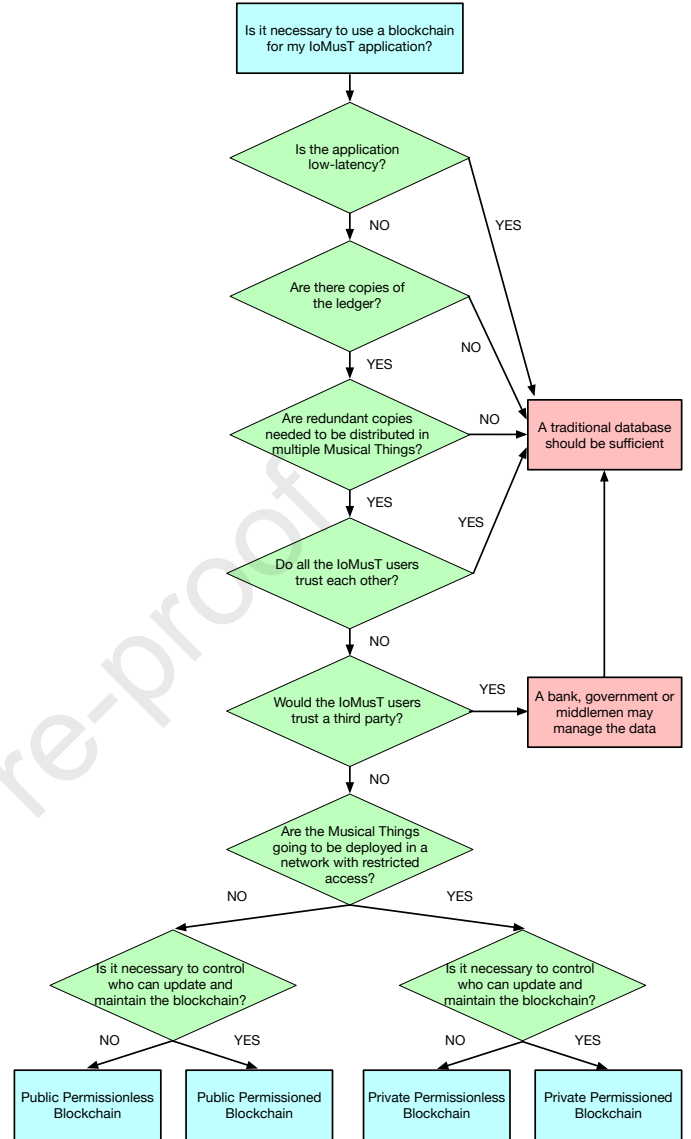 Is it necessary to use a blockchain
for my IoMusT application?
Is the application
low-latency?
NO
YES
Are there copies of
the ledger?
NO
YES
Are redundant copies
needed to be distributed in
multiple Musical Things?
NO
A traditional database
should be sufficient
YES
YES
Do all the IoMusT users
trust each other?
NO
Would the IoMusT users
trust a third party?
YES
A bank, government or
middlemen may
manage the data
NO
Are the Musical Things
going to be deployed in a
network with restricted
access?
NO
YES
Is it necessary to control
who can update and
maintain the blockchain?
Is it necessary to control
who can update and
maintain the blockchain?
NO
YES
NO
YES
Public Permissionless
Blockchain
Public Permissioned
Blockchain
Private Permissionless
Blockchain
Private Permissioned
Blockchain
re-proof